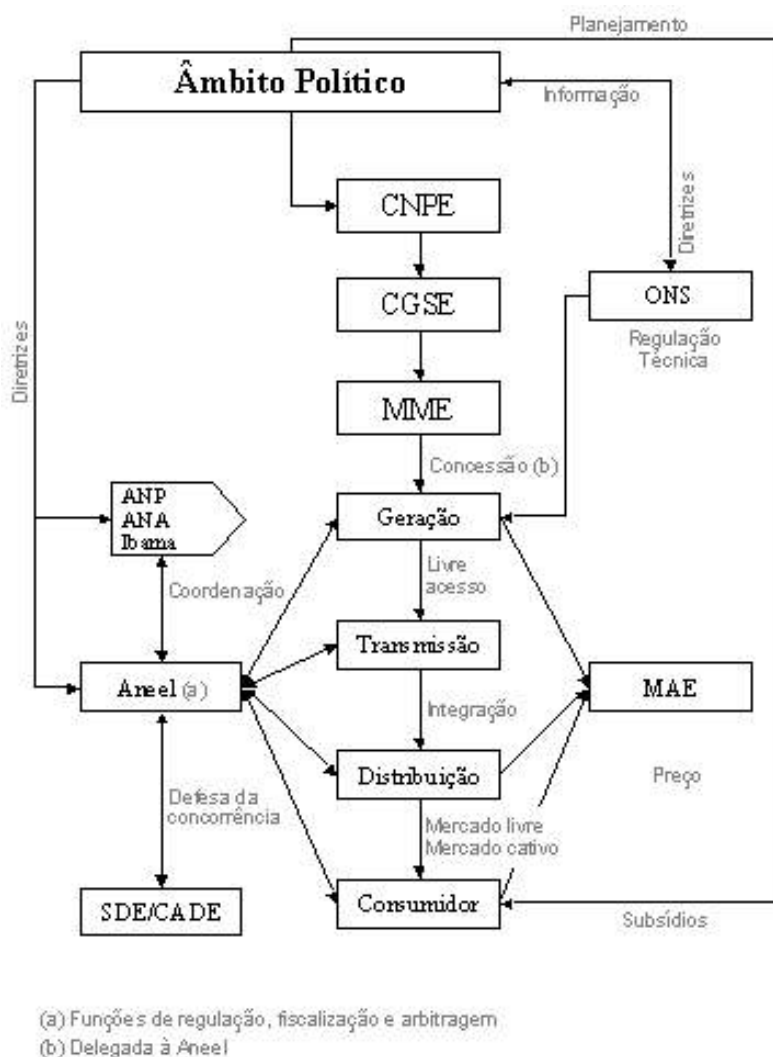 Planejamento
Âmbito Político
Informação
CNPE
Diretrizes
CGSE
ONS
Diretrizes
Regulação
Técnica
MME
Concessão (b)
ANP
ANA
Ibama
Geração
Coordenação
Livre
acesso
Transmissão
Aneel (a)
MAE
Integração
Distribuição
Preço
Defesa da
concorrência
Mercado livre
Mercado cativo
SDE/CADE
Consumidor
Subsídios
(a) Funções de regulação, fiscalização e arbitragem
(b) Delegada à Aneel